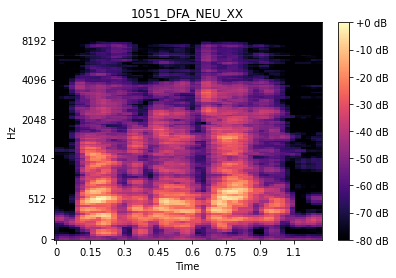 1051_DFA_NEU_XX
+0 dB
8192
-10 dB
4096
-20 dB
-30 dB
2048
Hz
-40 dB
1024
-50 dB
-60 dB
512
-70 dB
0
-80 dB
0 0.15 0.3 0.45 0.6 0.75 0.9 1.1
Time